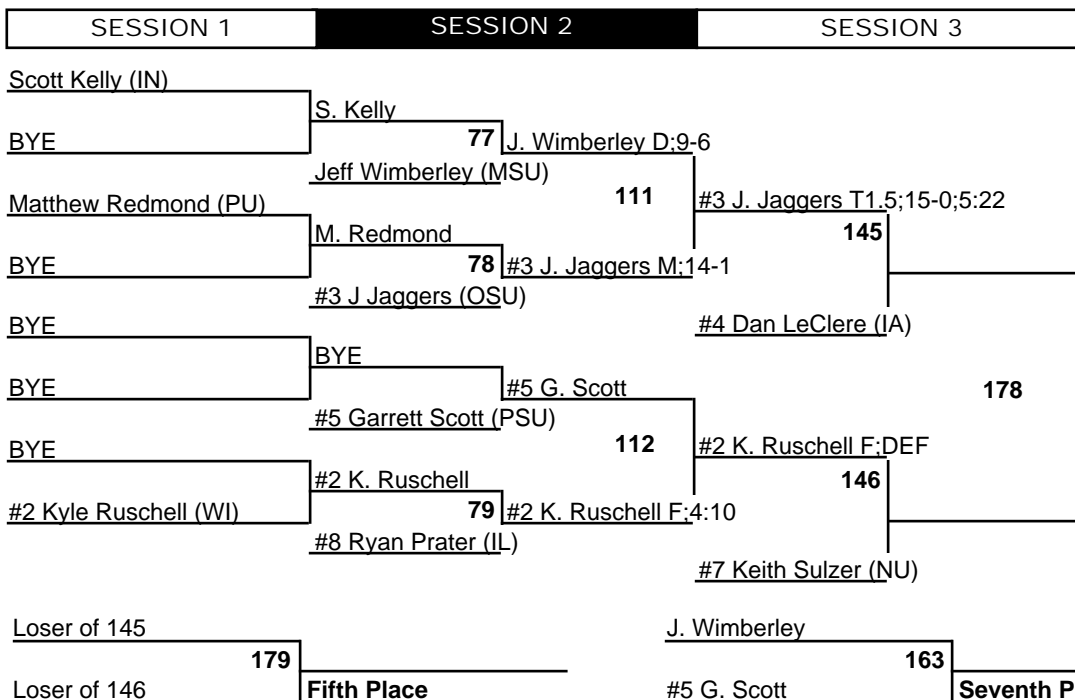 SESSION 1 SESSION 2 SESSION 3
Scott Kelly (IN)
S. Kelly
BYE
77 J. Wimberley D;9-6
Jeff Wimberley (MSU)
111
#3 J. Jaggers T1.5;15-0;5:22
Matthew Redmond (PU)
145
M. Redmond
BYE
78 #3 J. Jaggers M;14-1
#3 J Jaggers (OSU)
BYE
#4 Dan LeClere (IA)
BYE
BYE
#5 G. Scott
178
#5 Garrett Scott (PSU)
112
#2 K. Ruschell F;DEF
BYE
146
#2 K. Ruschell
#2 Kyle Ruschell (WI)
79 #2 K. Ruschell F;4:10
#8 Ryan Prater (IL)
#7 Keith Sulzer (NU)
Loser of 145 J. Wimberley
179 163
Loser of 146 Fifth Place #5 G. Scott Seventh P